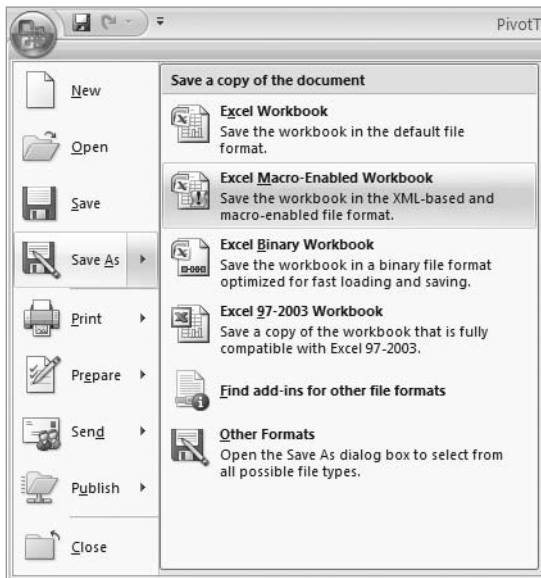 PivotT
New
Open
Save
Save As
Print
Prepare
Send
Publish
Close
Save a copy of the document
Excel Workbook
Save the workbook in the default file
format.
Excel Macro-Enabled Workbook
Save the workbook in the XML-based and
macro-enabled file format.
Excel Binary Workbook
Save the workbook in a binary file format
optimized for fast loading and saving.
Excel 97-2003 Workbook
Save a copy of the workbook that is fully
compatible with Excel 97-2003.
Find add-ins for other file formats
Other Formats
Open the Save As dialog box to select from
all possible file types.